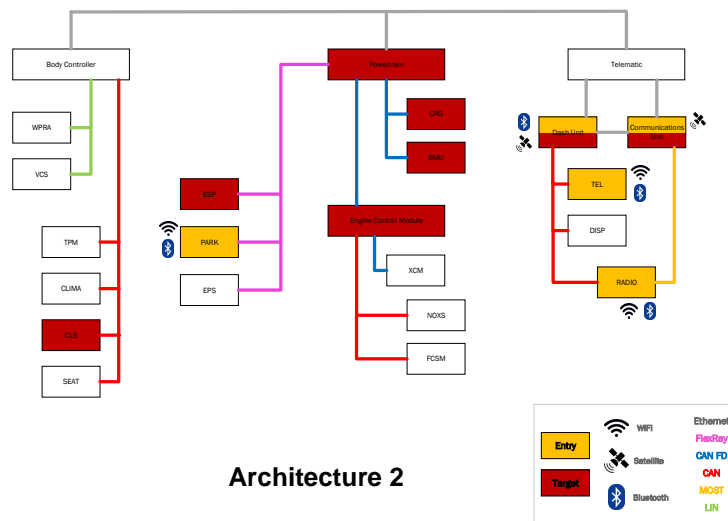 Body Controller
Powertrain
Telematic
WPRA
VCS
TPM
CLIMA
CLS
SEAT
ESP
PARK
EPS
BMU
Engine Control Module
XCM
NOXS
FCSM
Dash Unit
Communications
Unit
TEL
DISP
RADIO
Architecture 2
Entry
Target
WiFi
Satellite
Bluetooth
Ethernet
FlexRay
CAN FD
CAN
MOST
LIN